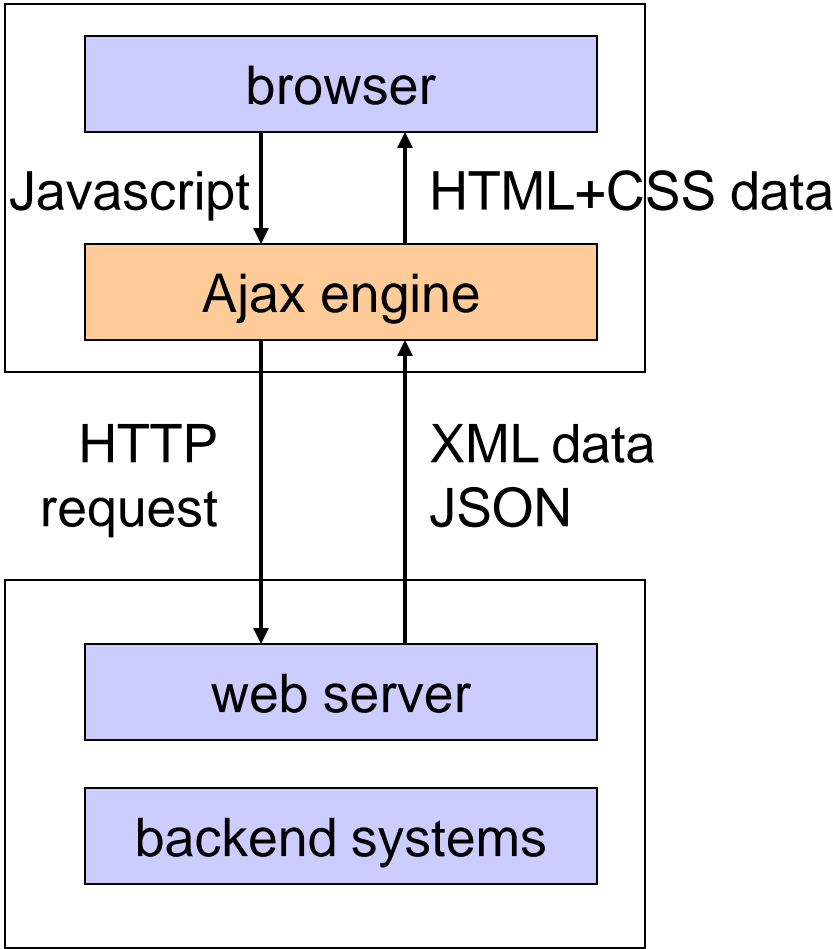 browser
Javascript
HTML+CSS data
Ajax engine
HTTP
request
XML data
JSON
web server
backend systems